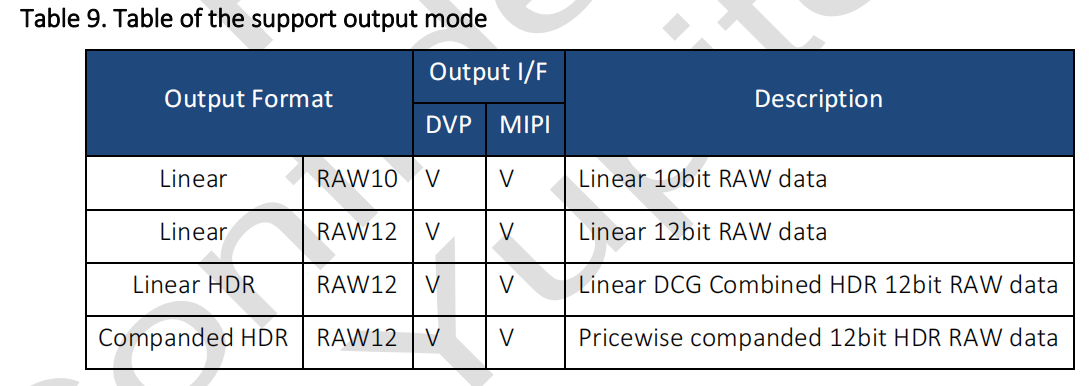 Table 9. Table of the support output mode
Output Format Output I/F Description
DVP MIPI
Linear RAW10 V V Linear 10bit RAW data
Linear RAW12 V V Linear 12bit RAW data
Linear HDR RAW12 V V Linear DCG Combined HDR 12bit RAW data
Companded HDR RAW12 V V Pricewise companded 12bit HDR RAW data